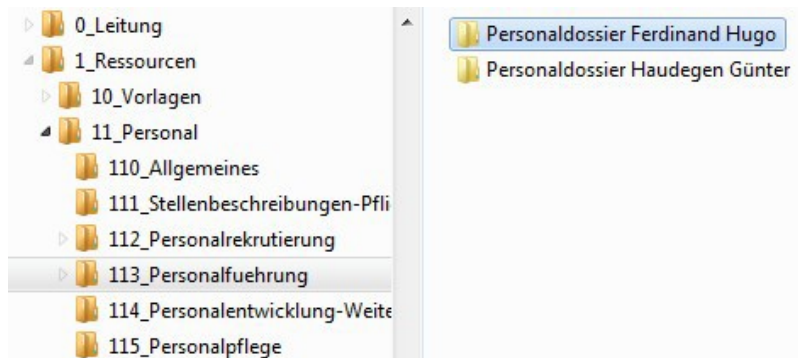 0_Leitung
1_Ressourcen
10_Vorlagen
11_Personal
110_Allgemeines
111_Stellenbeschreibungen-Pfli
112_Personalrekrutierung
113_Personalfuehrung
114_Personalentwicklung-Weite
115_Personalpflege
Personaldossier Ferdinand Hugo
Personaldossier Haudegen Günter